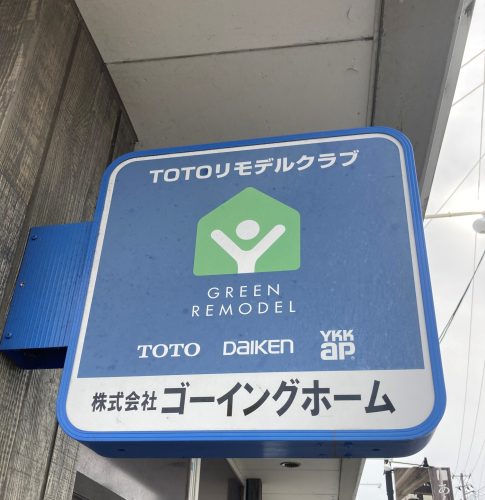 TOTOリモデルクラブ
GREEN
REMODEL
TOTO DAIKEN YKK ap
株式会社 ゴーイングホーム